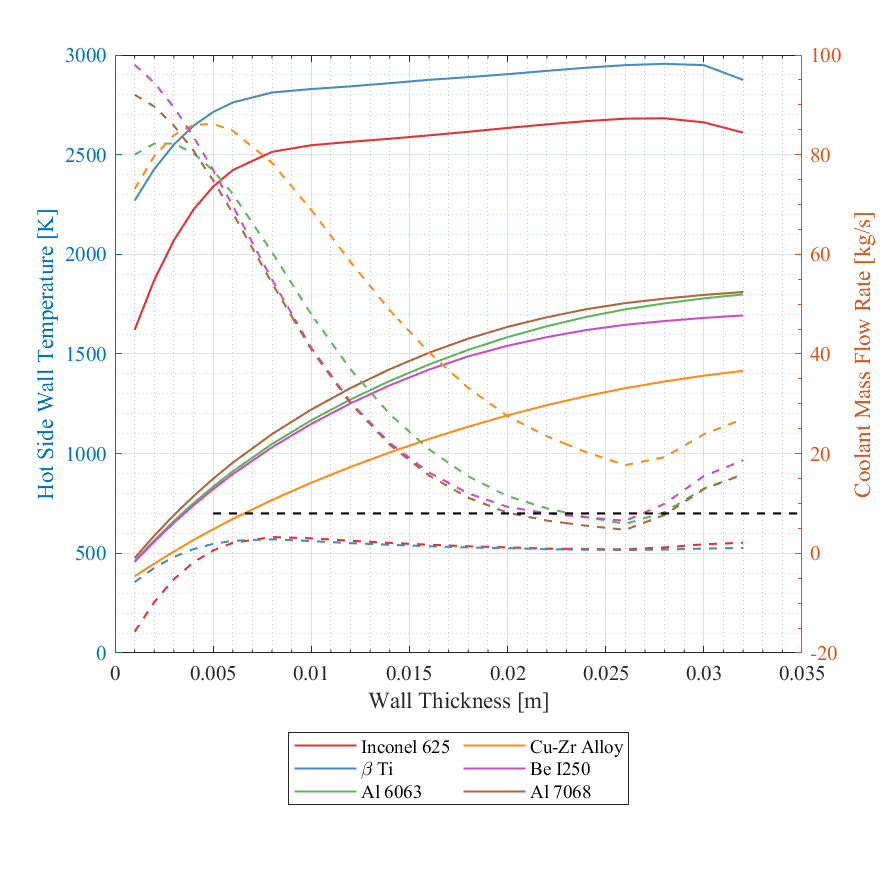 3000
2500
2000
1500
1000
500
0
Hot Side Wall Temperature [K]
100
80
60
40
20
0
-20
Coolant Mass Flow Rate [kg/s]
0 0.005 0.01 0.015 0.02 0.025 0.03 0.035
Wall Thickness [m]
Inconel 625 Cu-Zr Alloy
β Ti Be I250
Al 6063 Al 7068